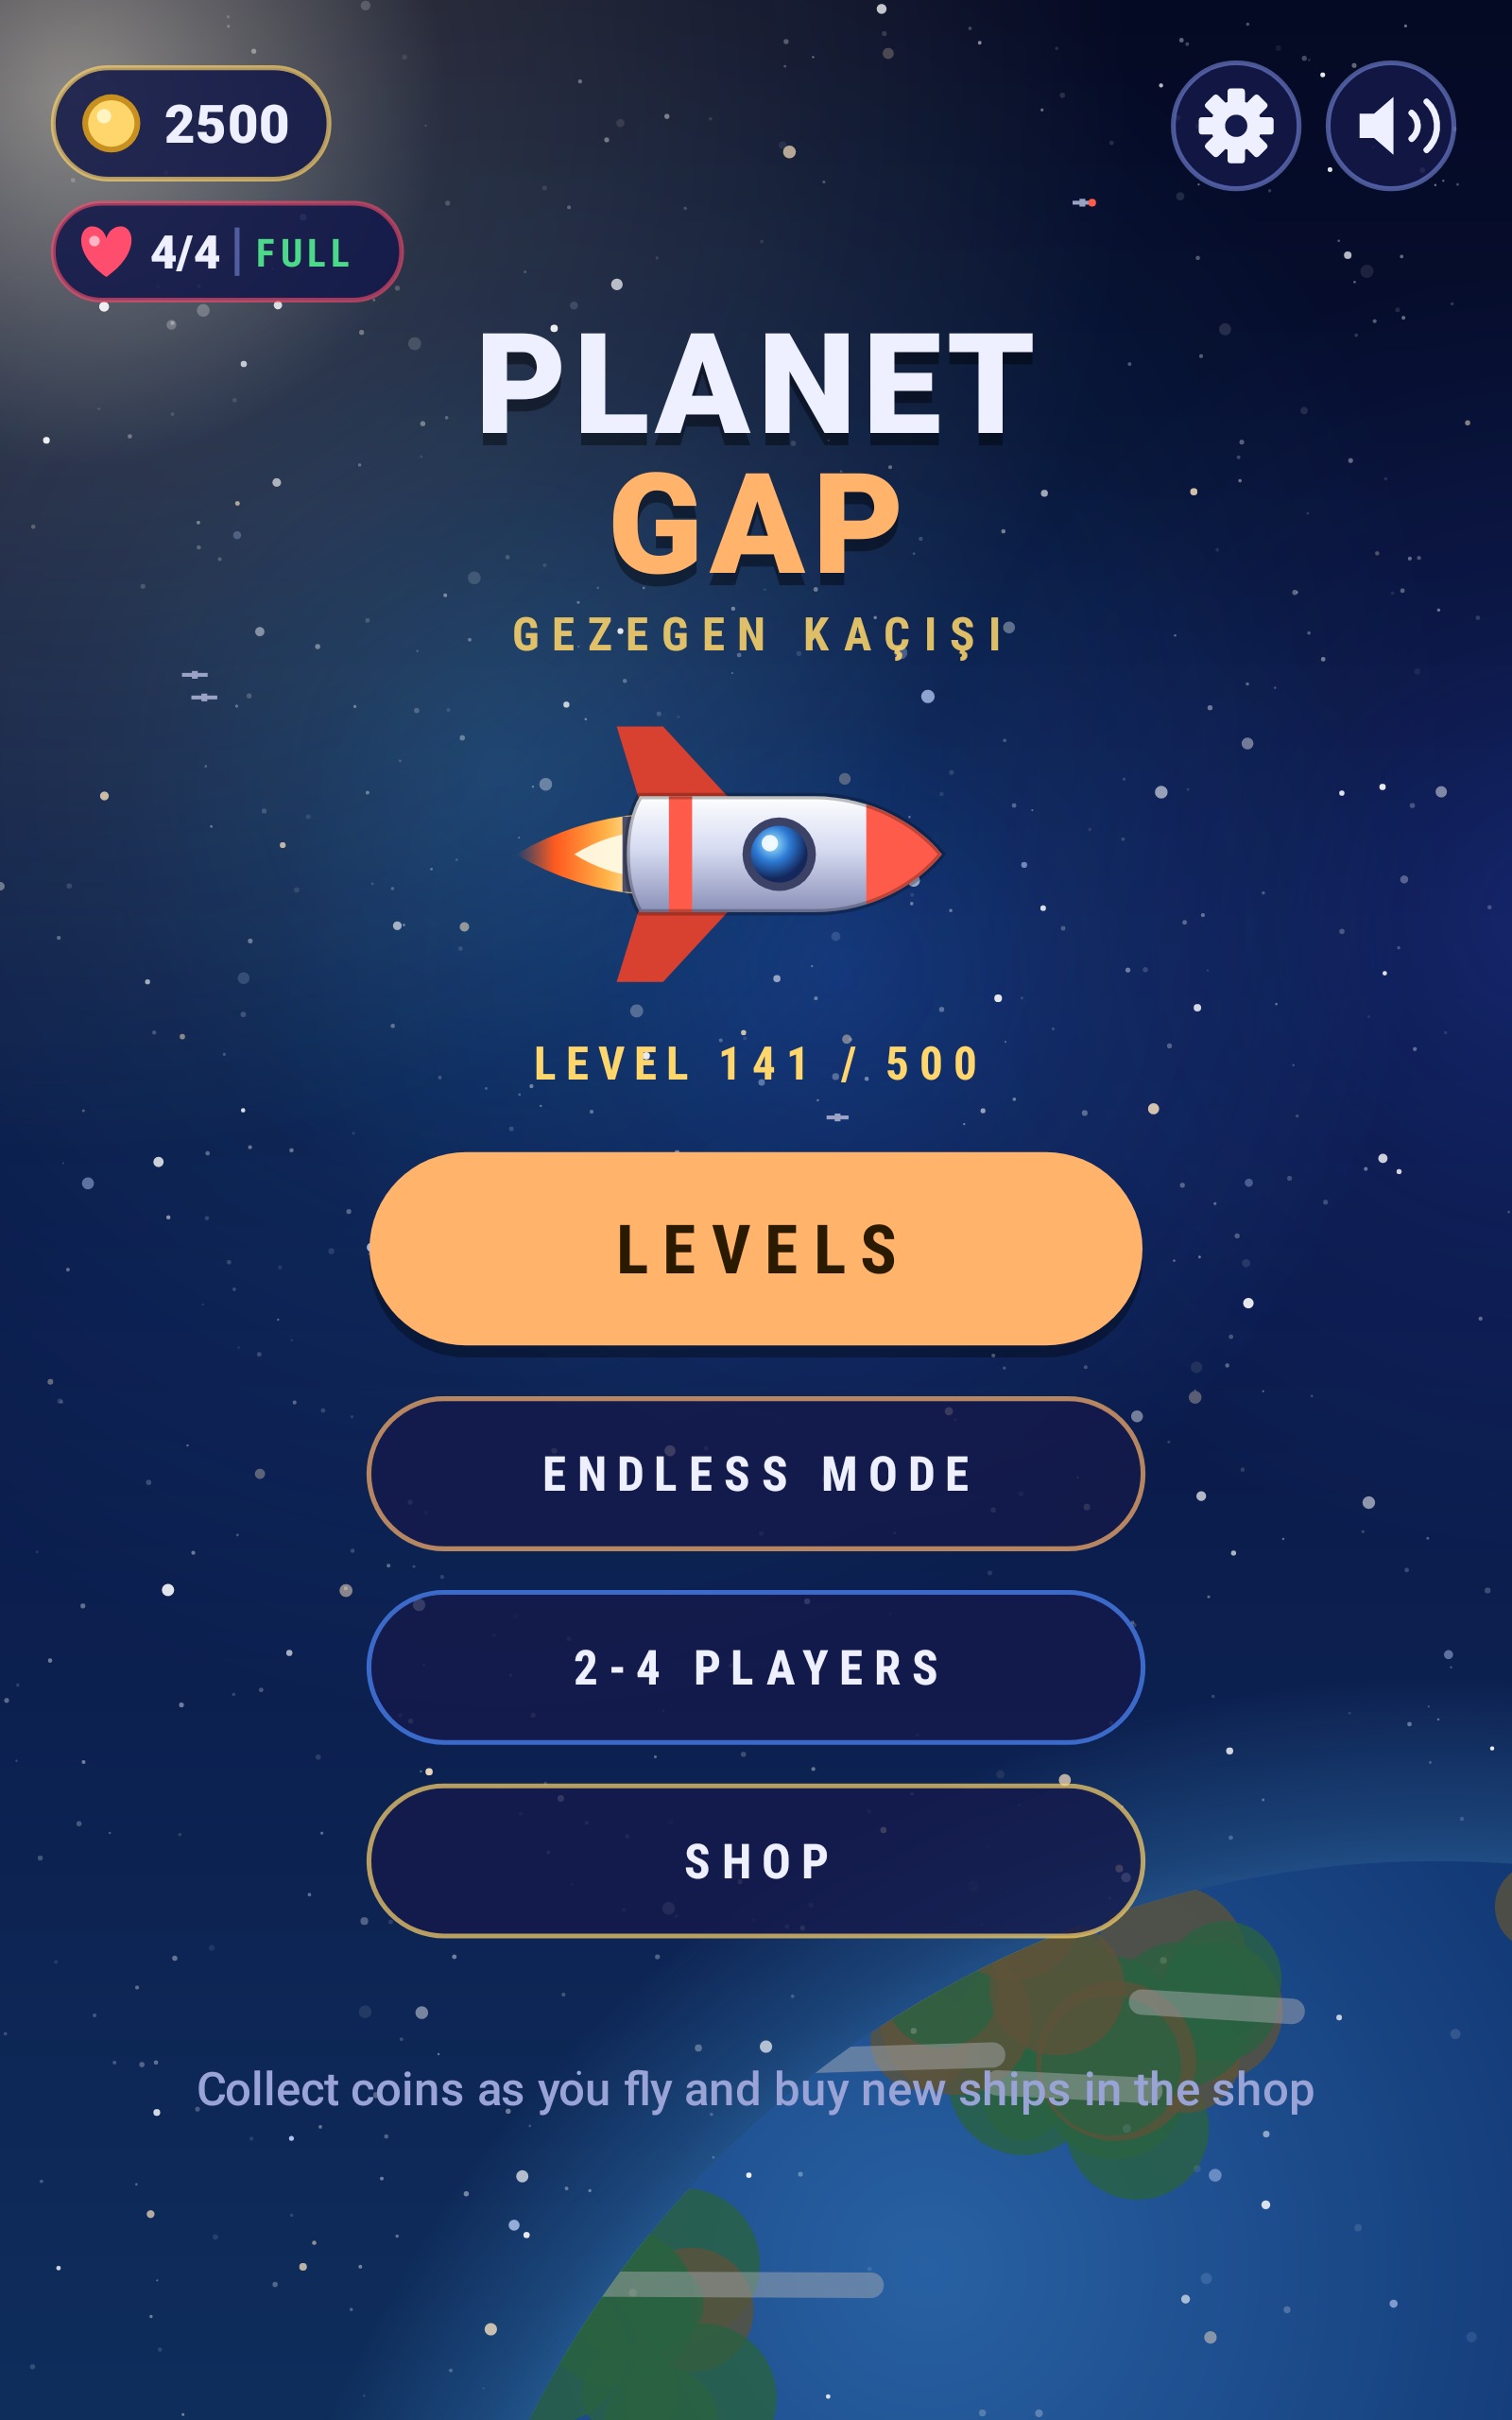 2500
4/4 | FULL
PLANET
GAP
GEZEGEN KAÇIŞI
LEVEL 141 / 500
LEVELS
ENDLESS MODE
2-4 PLAYERS
SHOP
Collect coins as you fly and buy new ships in the shop